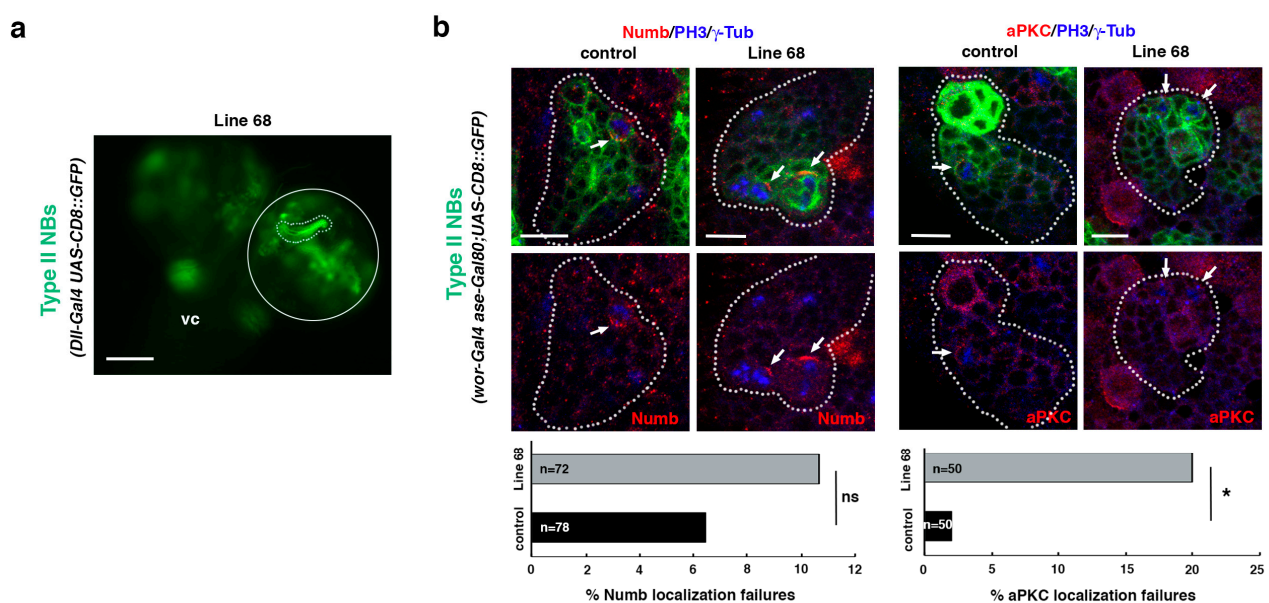 a
Line 68
Type II NBs
(Dll-Gal4 UAS-CD8::GFP)
vc
b
Type II NBs
(wor-Gal4 ase-Gal80;UAS-CD8::GFP)
Numb/PH3/γ-Tub
control
Line 68
Numb
Numb
aPKC/PH3/γ-Tub
control
Line 68
aPKC
aPKC
Line 68
n=72
control
n=78
ns
0 2 4 6 8 10 12
% Numb localization failures
Line 68
n=50
control
n=50
*
0 5 10 15 20 25
% aPKC localization failures